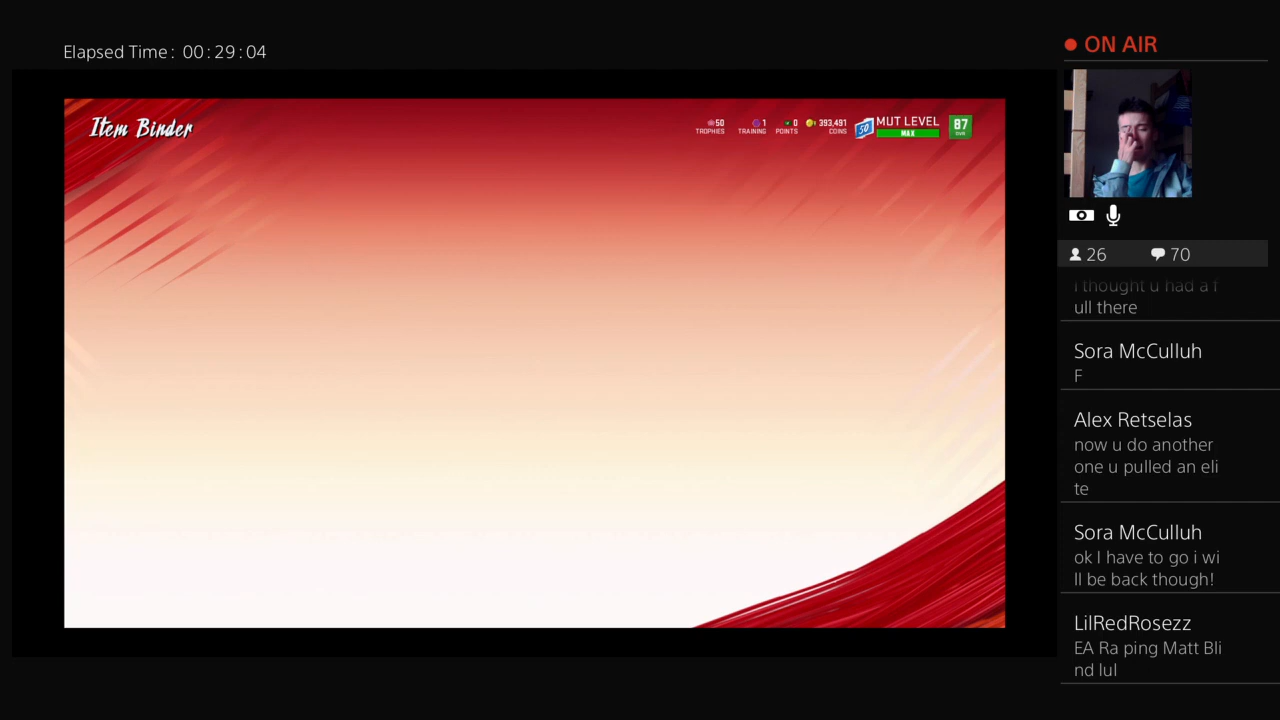 Elapsed Time: 00:29:04
ON AIR
Item Binder
50
TROPHIES
1
TRAINING
0
POINTS
393,491
COINS
50
MUT LEVEL
MAX
87
OVR
26
70
i thought u had a f
ull there
Sora McCulluh
F
Alex Retselas
now u do another
one u pulled an eli
te
Sora McCulluh
ok I have to go i wi
ll be back though!
LilRedRosezz
EA Ra ping Matt Bli
nd lul